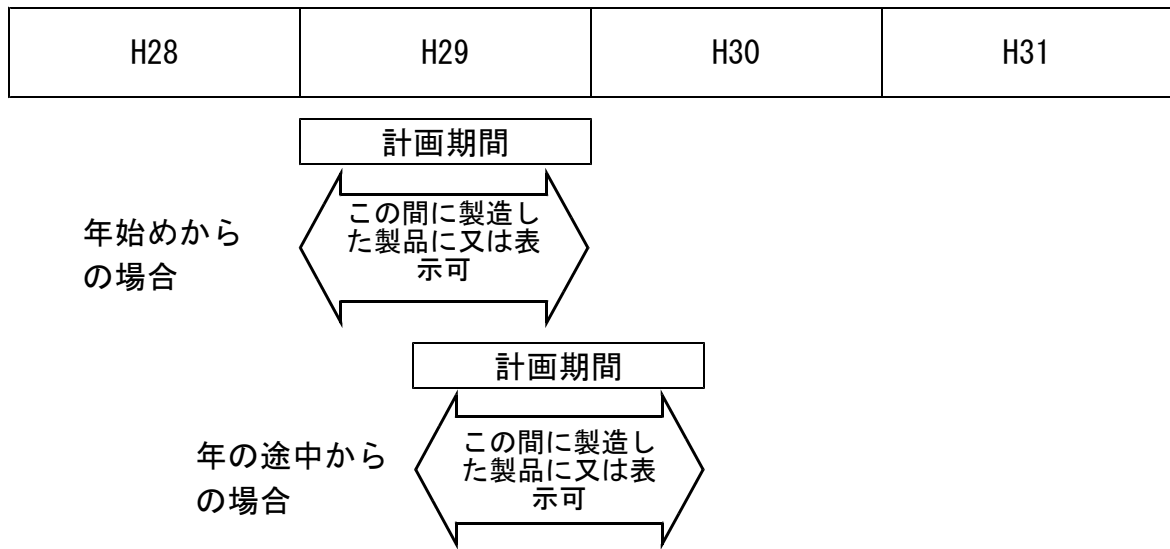 H28 H29 H30 H31
計画期間
年始めから
の場合
この間に製造し
た製品に又は表
示可
計画期間
年の途中から
の場合
この間に製造し
た製品に又は表
示可